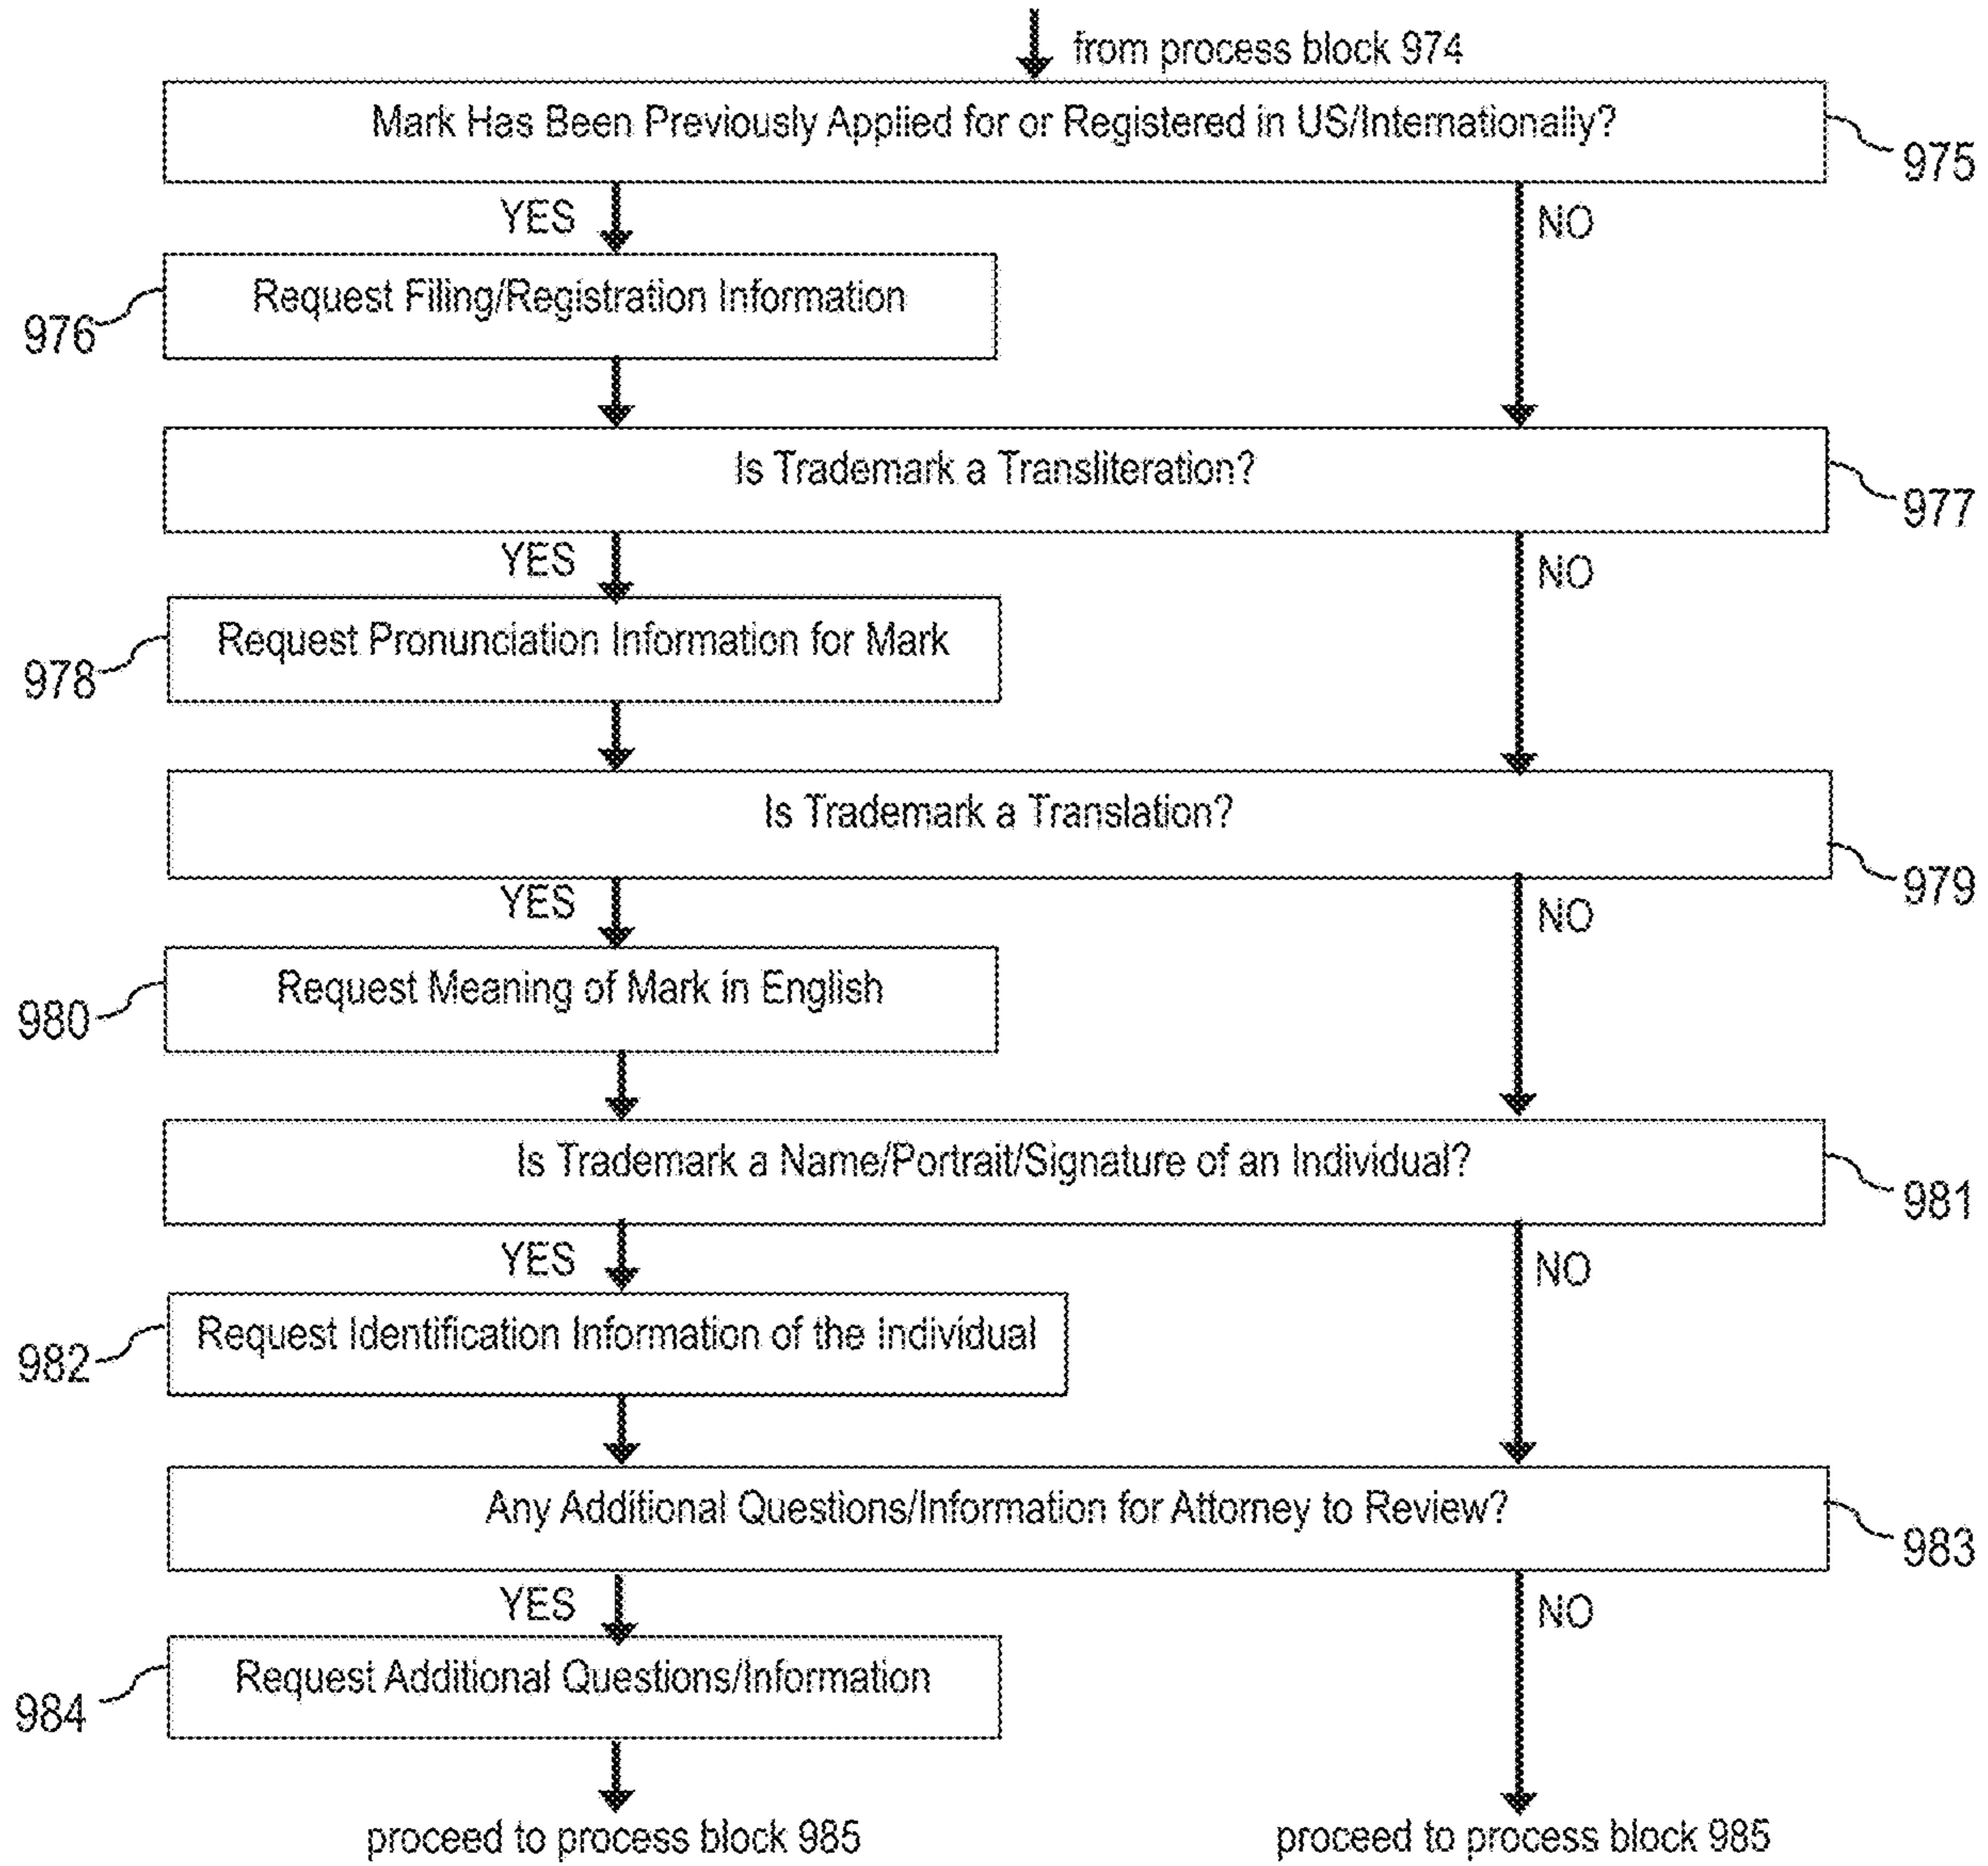 from process block 974
Mark Has Been Previously Applied for or Registered in US/Internationally?
975
YES
NO
Request Filing/Registration Information
976
Is Trademark a Transliteration?
977
YES
NO
Request Pronunciation Information for Mark
978
Is Trademark a Translation?
979
YES
NO
Request Meaning of Mark in English
980
Is Trademark a Name/Portrait/Signature of an Individual?
981
YES
NO
Request Identification Information of the Individual
982
Any Additional Questions/Information for Attorney to Review?
983
YES
NO
Request Additional Questions/Information
984
proceed to process block 985
proceed to process block 985